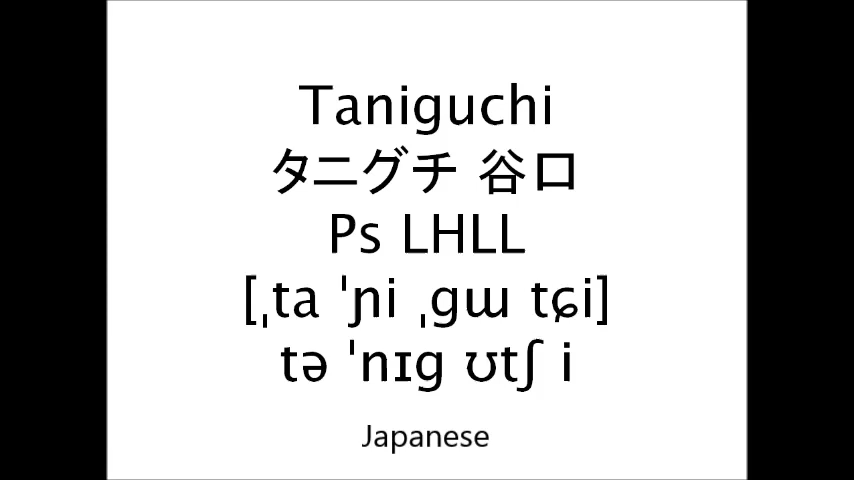 Taniguchi
タニグチ 谷口
Ps LHLL
[ˌta ˈɲi ˌɡɯ tɕi]
tə ˈnɪɡ ʊtʃ i
Japanese